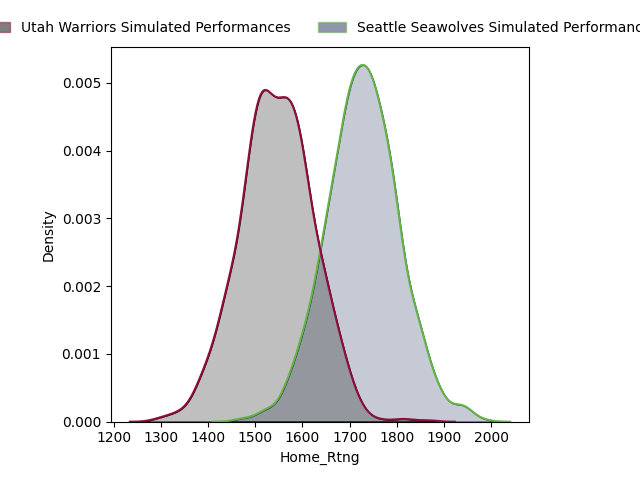 Utah Warriors Simulated Performances
Seattle Seawolves Simulated
0.005
0.004
0.003
0.002
0.001
0.000
Density
1200 1300 1400 1500 1600 1700 1800 1900 2000
Home_Rtng